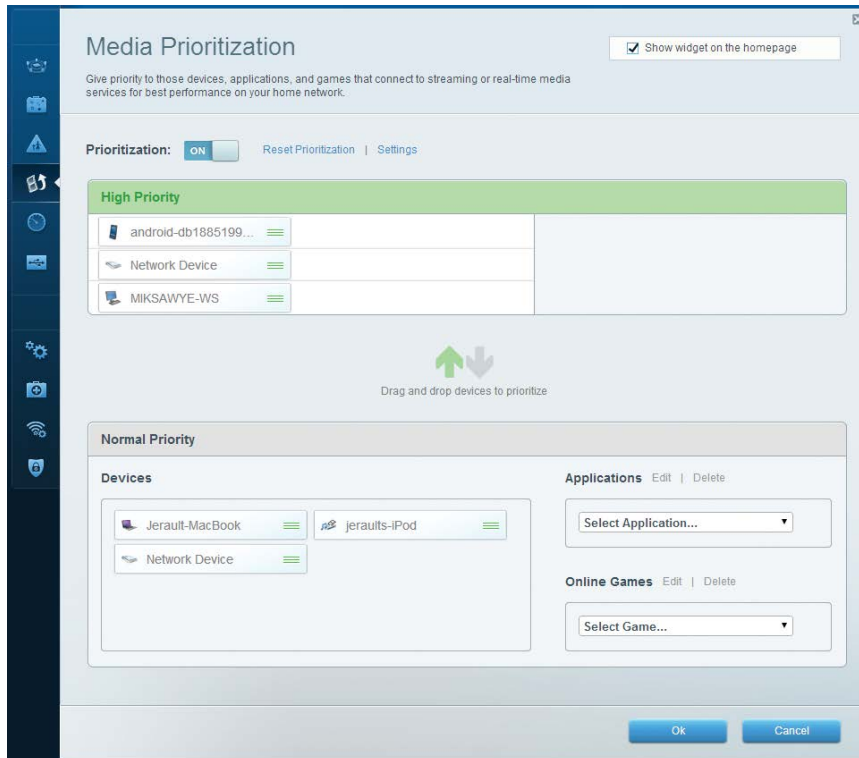 Media Prioritization
Show widget on the homepage
Give priority to those devices, applications, and games that connect to streaming or real-time media
services for best performance on your home network.
Prioritization: ON Reset Prioritization | Settings
High Priority
android-db1885199...
Network Device
MIKSAWYE-WS
Drag and drop devices to prioritize
Normal Priority
Devices
Jerault-MacBook
jeraults-iPod
Network Device
Applications Edit | Delete
Select Application...
Online Games Edit | Delete
Select Game...
Ok
Cancel